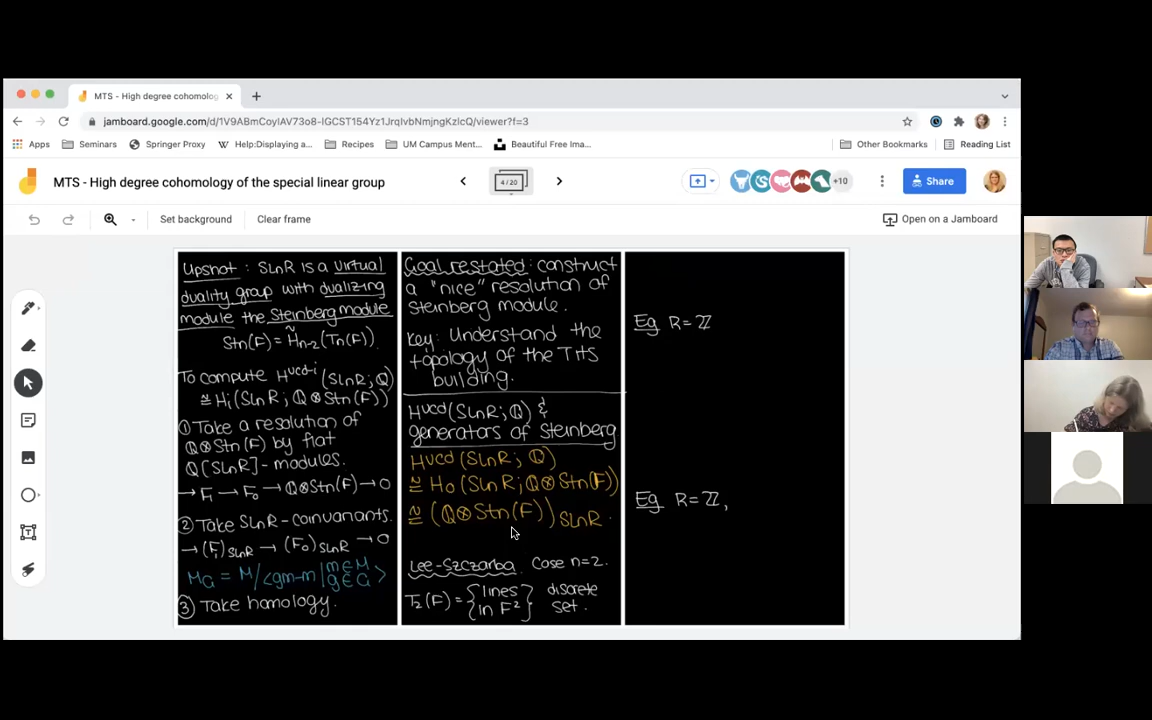 MTS - High degree cohomolog
jamboard.google.com/d/1V9ABmCoylAV73o8-IGCST154Yz1JrqIvbNmjngKzlcQ/viewer?f=3
Apps Seminars Springer Proxy Help:Displaying a... Recipes UM Campus Ment... Beautiful Free Ima... Other Bookmarks Reading List
MTS - High degree cohomology of the special linear group
4 / 20
+10
Share
Set background Clear frame Open on a Jamboard
Upshot : SLnR is a virtual
duality group with dualizing
module the Steinberg module
Stn(F) = H̃n-2(Tn(F)).
To compute H^vcd-i (SLnR; Q)
≅ Hi(SLnR; Q⊗Stn(F))
① Take a resolution of
Q⊗Stn(F) by flat
Q[SLnR]-modules.
→ F₁ → F₀ → Q⊗Stn(F) → 0
② Take SLnR-coinvariants.
→ (F₁)SLnR → (F₀)SLnR → 0
MG = M/<gm-m | m∈M g∈G>
③ Take homology.
Goal restated: construct
a "nice" resolution of
Steinberg module.
Key: Understand the
topology of the Tits
building.
H^vcd(SLnR; Q) &
generators of Steinberg
H^vcd(SLnR; Q)
≅ H₀(SLnR; Q⊗Stn(F))
≅ (Q⊗Stn(F))SLnR.
Lee-Szczarba Case n=2.
T₂(F) = {lines in F²} discrete set.
Eg R = ℤ
Eg R = ℤ,